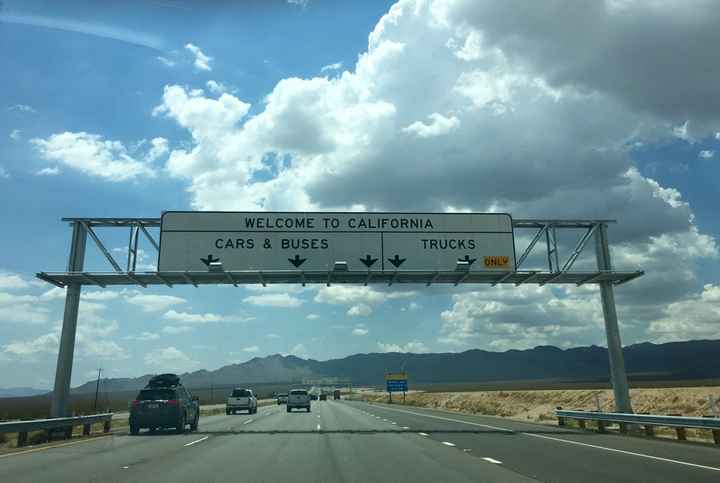 WELCOME TO CALIFORNIA
CARS & BUSES
TRUCKS
ONLY